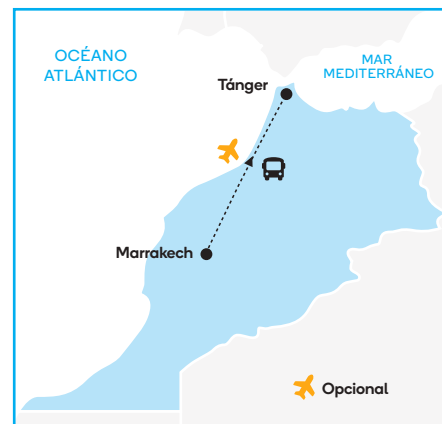 OCÉANO
ATLÁNTICO
MAR
MEDITERRÁNEO
Tánger
Marrakech
Opcional